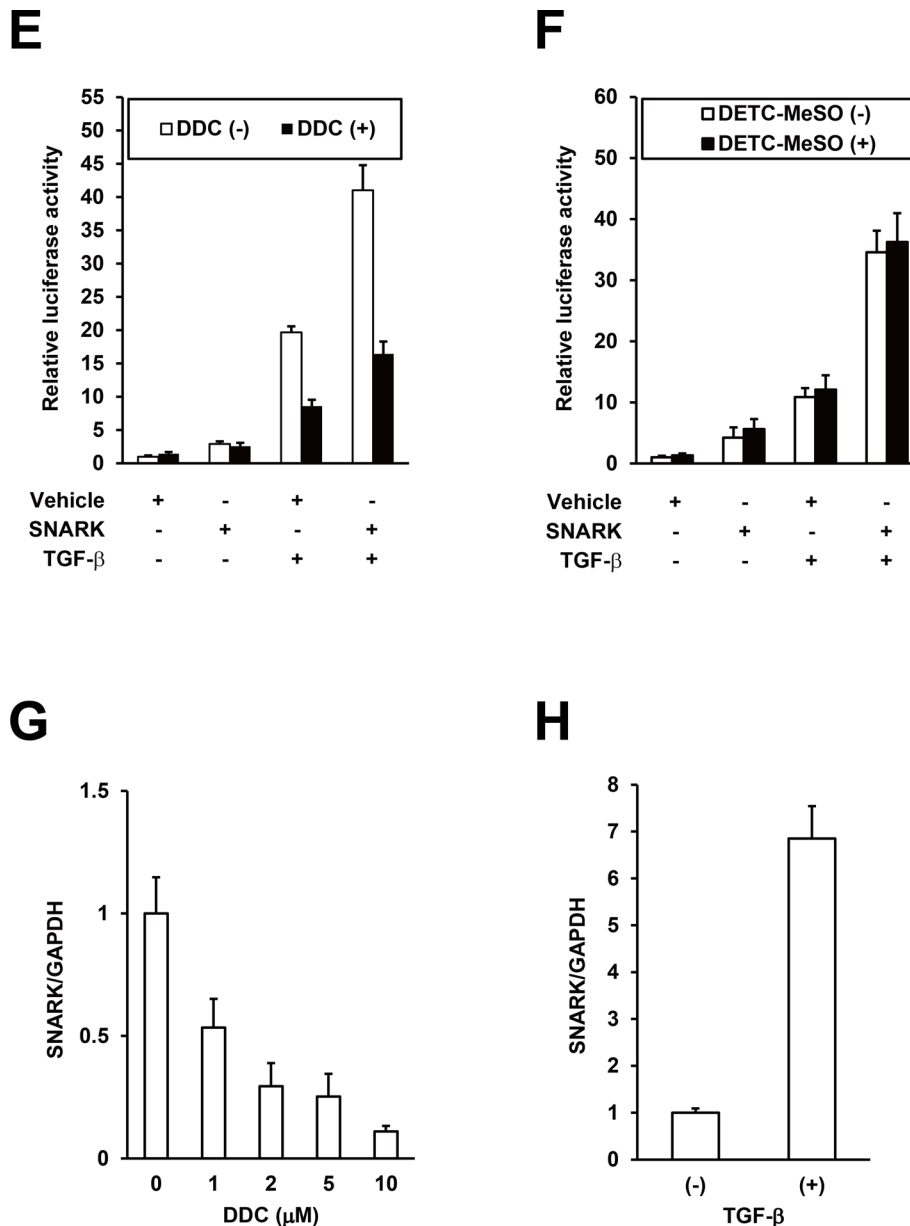 E
55
50
45
40
35
30
25
20
15
10
5
0
Relative luciferase activity
DDC (-) DDC (+)
Vehicle + - + -
SNARK - + - +
TGF-β - - + +
F
60
50
40
30
20
10
0
Relative luciferase activity
DETC-MeSO (-)
DETC-MeSO (+)
Vehicle + - + -
SNARK - + - +
TGF-β - - + +
G
1.5
1
0.5
0
SNARK/GAPDH
0 1 2 5 10
DDC (μM)
H
8
7
6
5
4
3
2
1
0
SNARK/GAPDH
(-) (+)
TGF-β